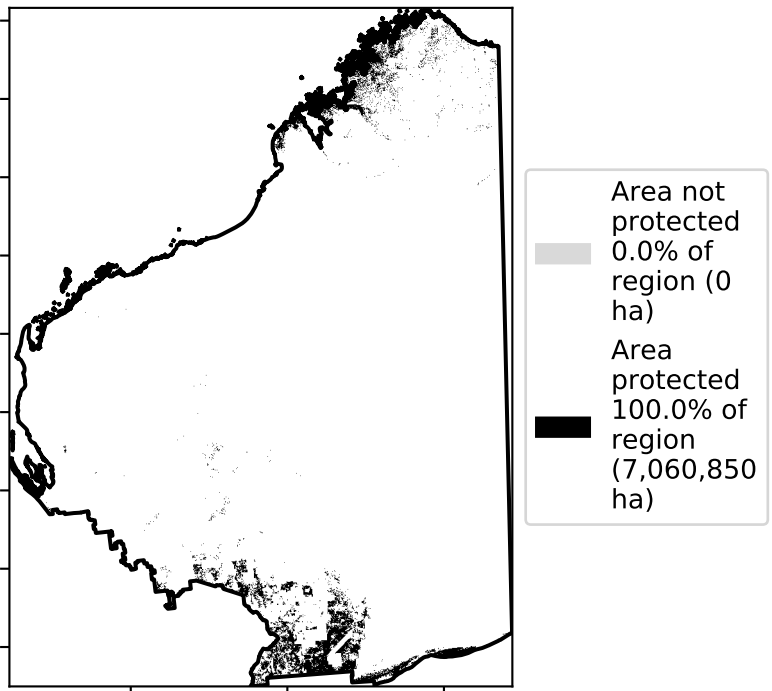 Area not
protected
0.0% of
region (0
ha)
Area
protected
100.0% of
region
(7,060,850
ha)